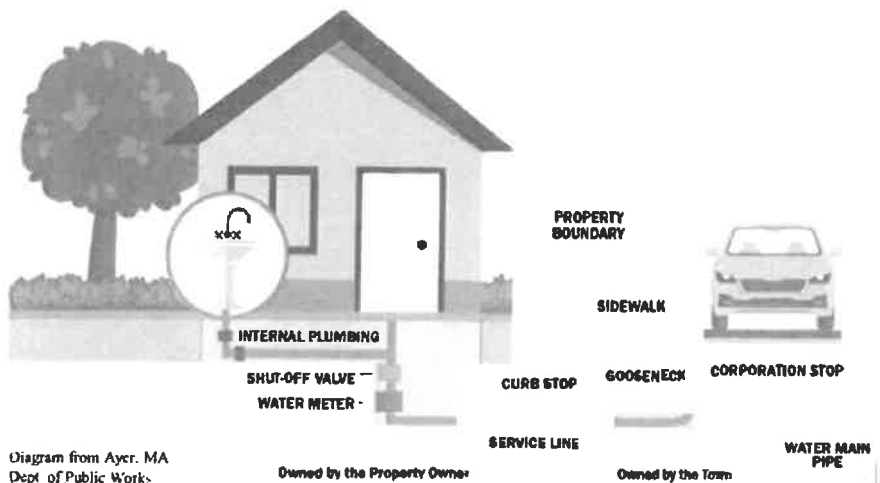 PROPERTY
BOUNDARY
SIDEWALK
INTERNAL PLUMBING
SHUT-OFF VALVE
WATER METER
CURB STOP
GOOSENECK
CORPORATION STOP
SERVICE LINE
WATER MAIN
PIPE
Diagram from Ayer, MA
Dept of Public Works
Owned by the Property Owner
Owned by the Town